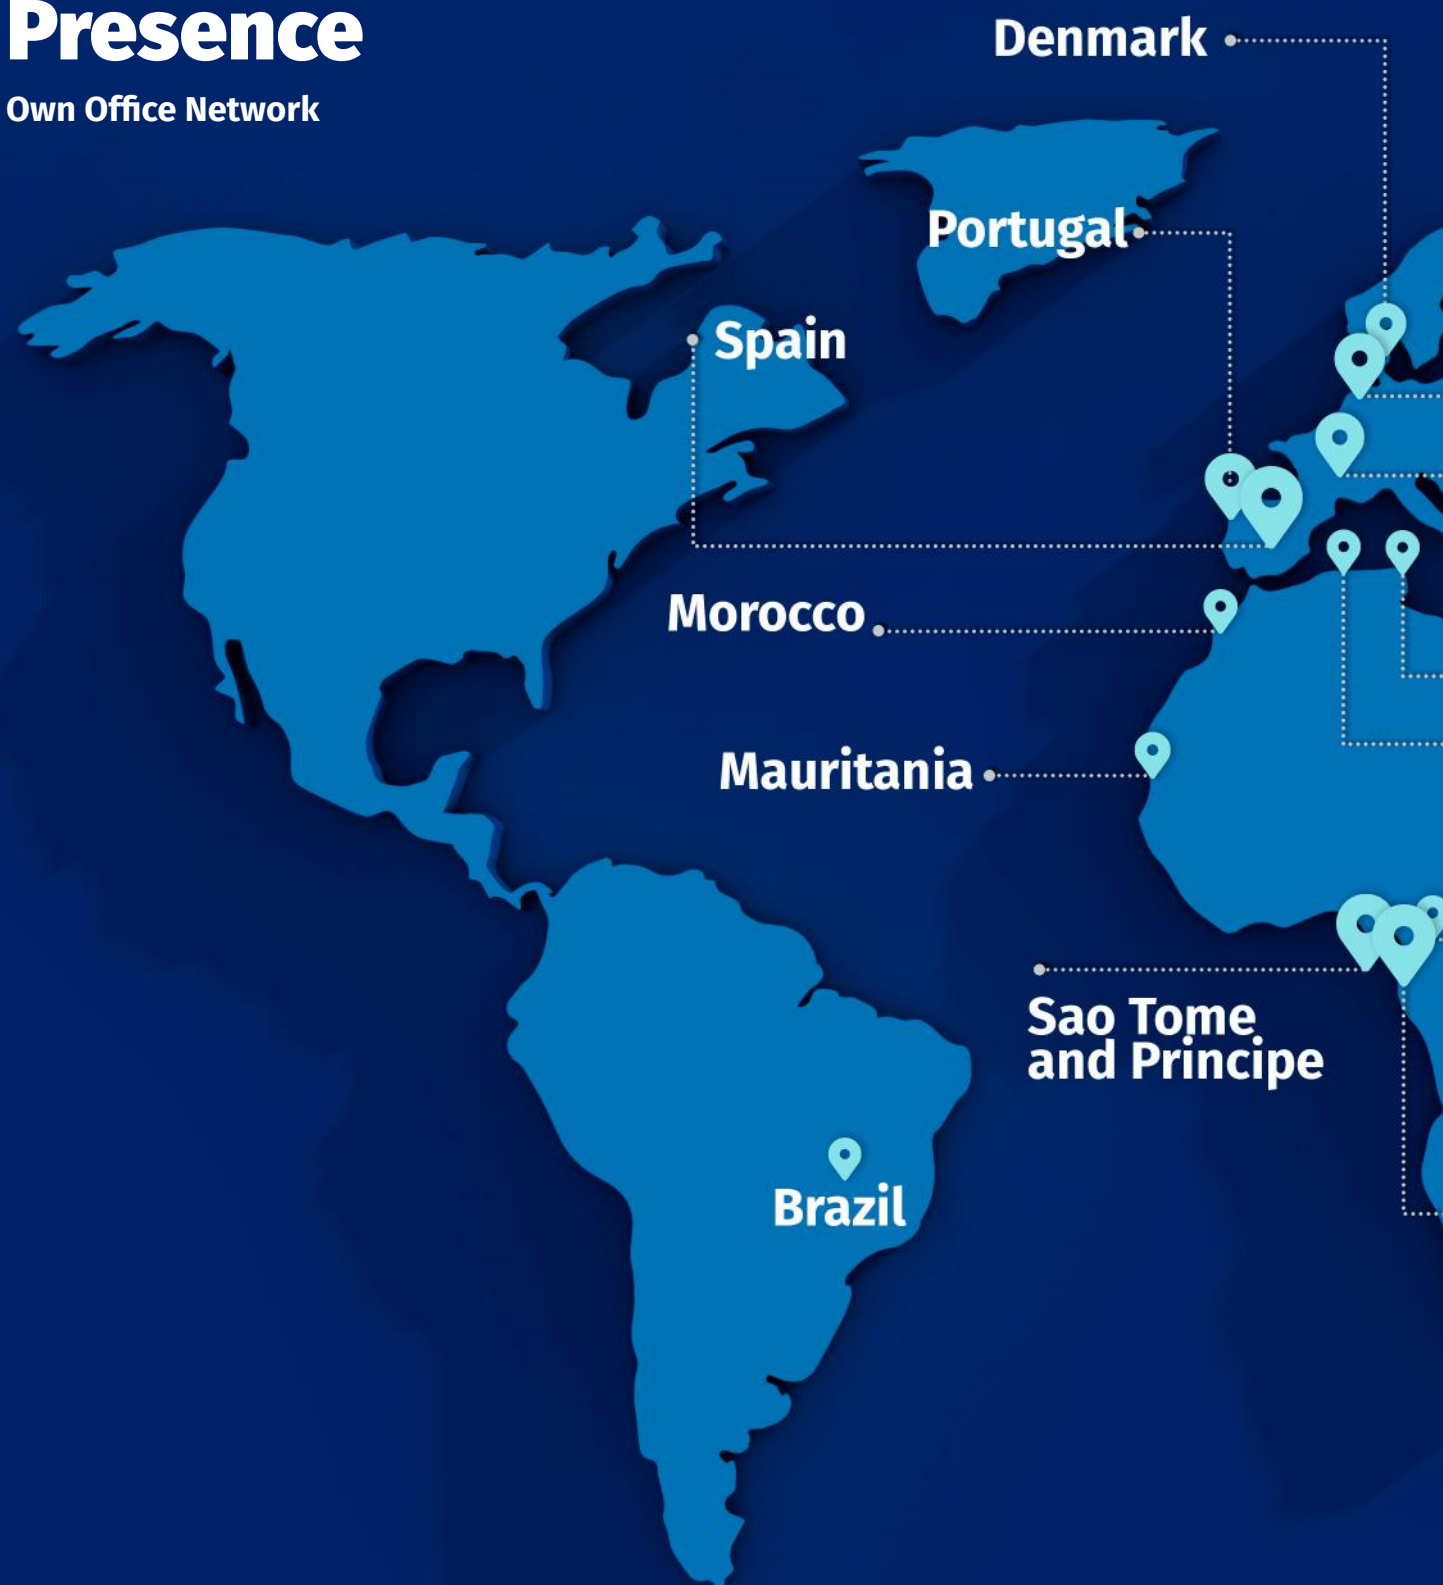 Presence
Own Office Network
Denmark
Portugal
Spain
Morocco
Mauritania
Sao Tome
and Principe
Brazil